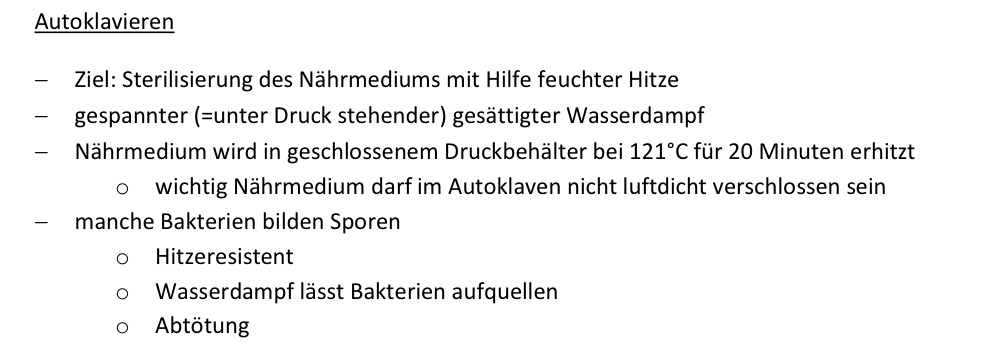 Autoklavieren
– Ziel: Sterilisierung des Nährmediums mit Hilfe feuchter Hitze
– gespannter (=unter Druck stehender) gesättigter Wasserdampf
– Nährmedium wird in geschlossenem Druckbehälter bei 121°C für 20 Minuten erhitzt
o wichtig Nährmedium darf im Autoklaven nicht luftdicht verschlossen sein
– manche Bakterien bilden Sporen
o Hitzeresistent
o Wasserdampf lässt Bakterien aufquellen
o Abtötung